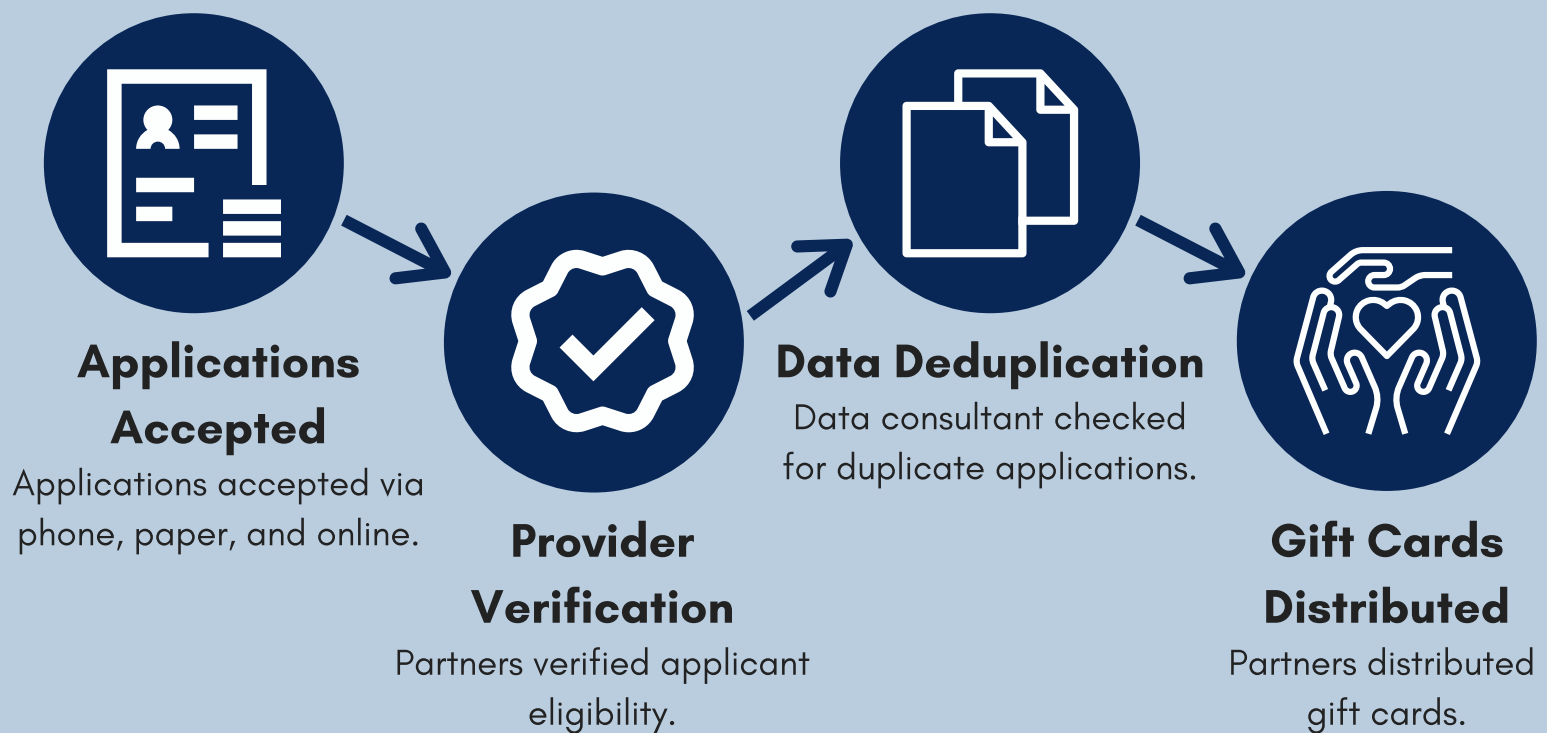 Applications
Accepted
Applications accepted via
phone, paper, and online.
Provider
Verification
Partners verified applicant
eligibility.
Data Deduplication
Data consultant checked
for duplicate applications.
Gift Cards
Distributed
Partners distributed
gift cards.